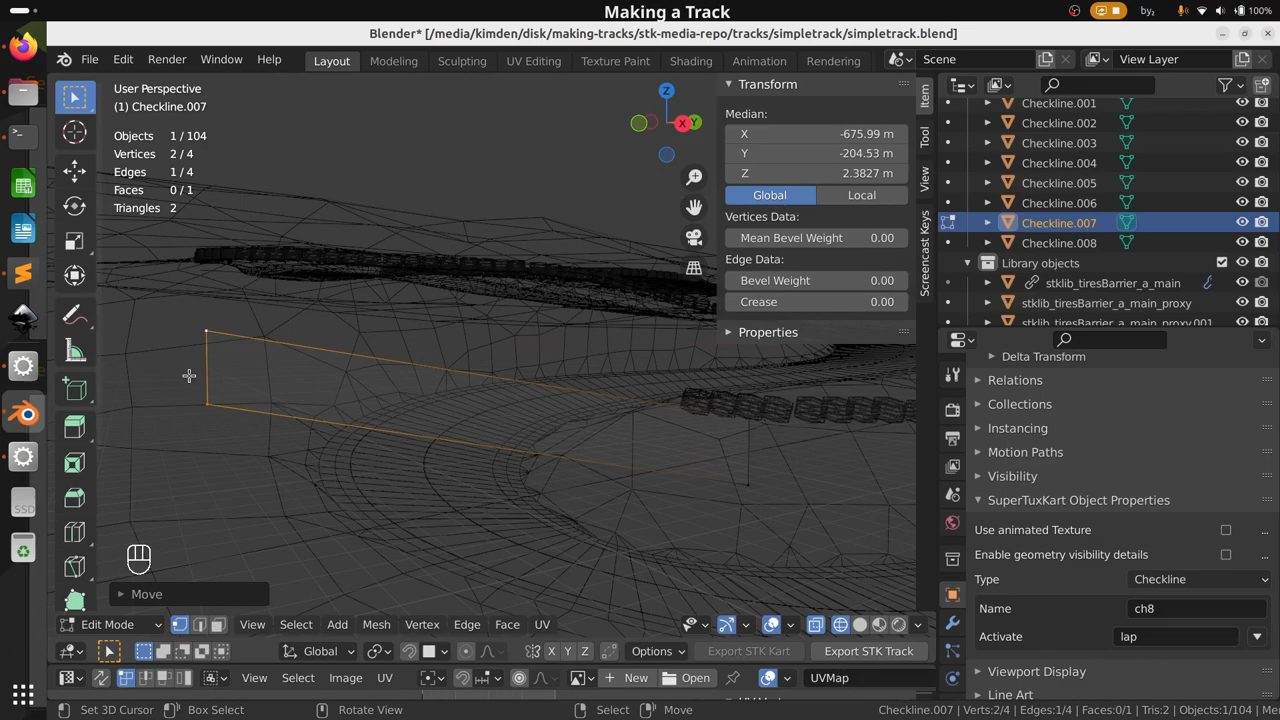 Making a Track
by₂
100%
Blender* [/media/kimden/disk/making-tracks/stk-media-repo/tracks/simpletrack/simpletrack.blend]
File Edit Render Window Help Layout Modeling Sculpting UV Editing Texture Paint Shading Animation Rendering Scene View Layer
User Perspective
(1) Checkline.007
Objects 1 / 104
Vertices 2 / 4
Edges 1 / 4
Faces 0 / 1
Triangles 2
Z
X Y
Move
Transform
Median:
X -675.99 m
Y -204.53 m
Z 2.3827 m
Global Local
Vertices Data:
Mean Bevel Weight 0.00
Edge Data:
Bevel Weight 0.00
Crease 0.00
Properties
Item
Tool
View
Screencast Keys
Checkline.001
Checkline.002
Checkline.003
Checkline.004
Checkline.005
Checkline.006
Checkline.007
Checkline.008
Library objects
stklib_tiresBarrier_a_main
stklib_tiresBarrier_a_main_proxy
stklib_tiresBarrier_a_main_proxy.001
Delta Transform
Relations
Collections
Instancing
Motion Paths
Visibility
SuperTuxKart Object Properties
Use animated Texture ...
Enable geometry visibility details ...
Type Checkline
Name ch8
Activate lap
Viewport Display
Line Art
SSD
Edit Mode View Select Add Mesh Vertex Edge Face UV
Global X Y Z Options Export STK Kart Export STK Track
View Select Image UV New Open UVMap
Set 3D Cursor Box Select Rotate View Select Move Checkline.007 | Verts:2/4 | Edges:1/4 | Faces:0/1 | Tris:2 | Objects:1/104 | Me